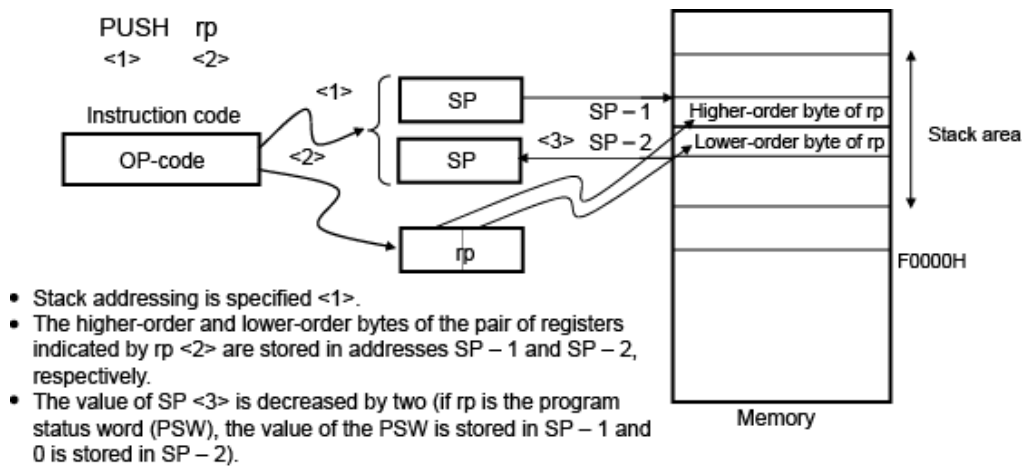 PUSH rp
<1> <2>
Instruction code
OP-code
<1>
<2>
SP
SP
rp
SP – 1
<3> SP – 2
Higher-order byte of rp
Lower-order byte of rp
Stack area
F0000H
Memory
• Stack addressing is specified <1>.
• The higher-order and lower-order bytes of the pair of registers
indicated by rp <2> are stored in addresses SP – 1 and SP – 2,
respectively.
• The value of SP <3> is decreased by two (if rp is the program
status word (PSW), the value of the PSW is stored in SP – 1 and
0 is stored in SP – 2).